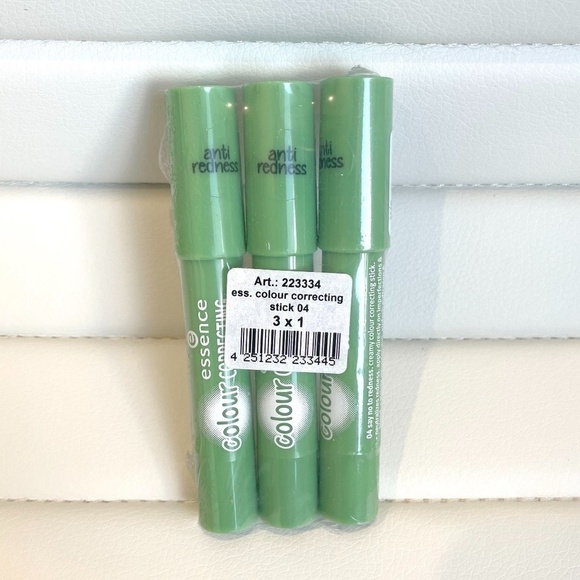 anti
redness
anti
redness
anti
redness
Art.: 223334
ess. colour correcting
stick 04
3 x 1
4 251232 233445
essence
colour CORRECTING
colour
colour
04 say no to redness. creamy colour correcting stick.